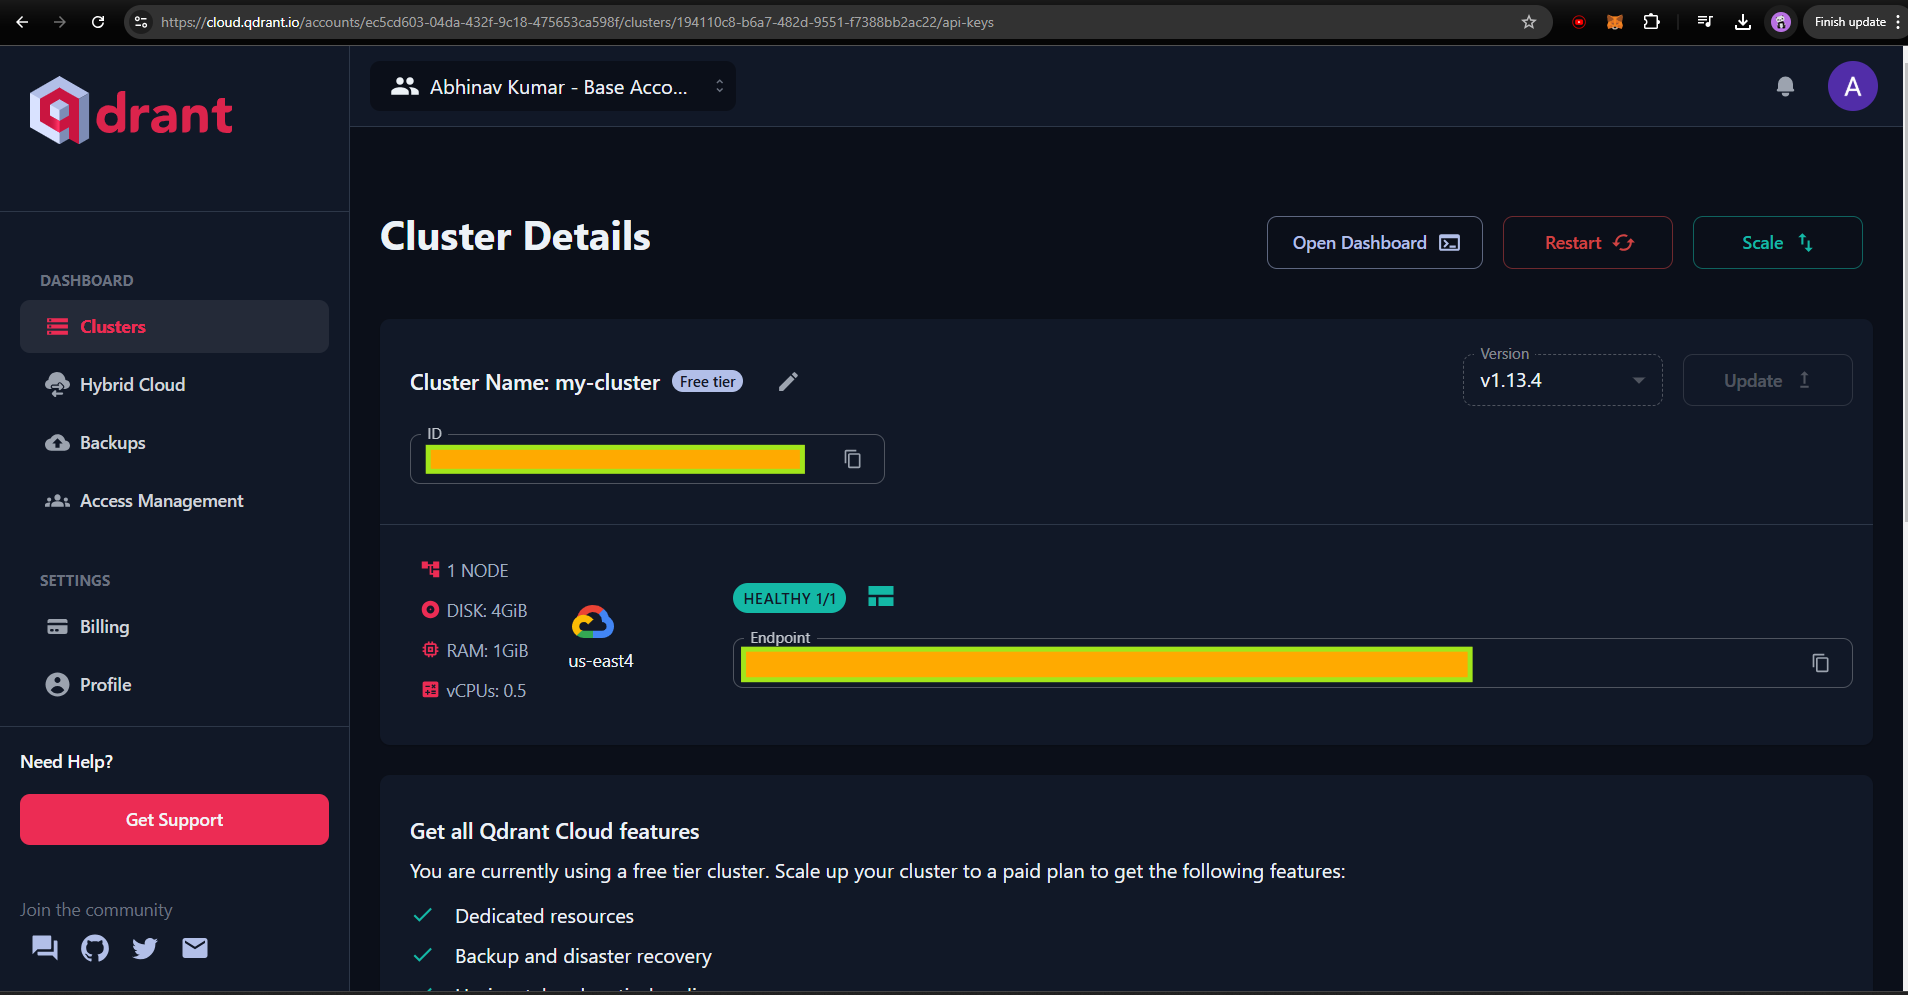 https://cloud.qdrant.io/accounts/ec5cd603-04da-432f-9c18-475653ca598f/clusters/194110c8-b6a7-482d-9551-f7388bb2ac22/api-keys
Finish update
qdrant
Abhinav Kumar - Base Acco...
A
Cluster Details
Open Dashboard
Restart
Scale
DASHBOARD
Clusters
Hybrid Cloud
Backups
Access Management
SETTINGS
Billing
Profile
Need Help?
Get Support
Join the community
Cluster Name: my-cluster
Free tier
Version
v1.13.4
Update
ID
1 NODE
DISK: 4GiB
RAM: 1GiB
vCPUs: 0.5
us-east4
HEALTHY 1/1
Endpoint
Get all Qdrant Cloud features
You are currently using a free tier cluster. Scale up your cluster to a paid plan to get the following features:
Dedicated resources
Backup and disaster recovery